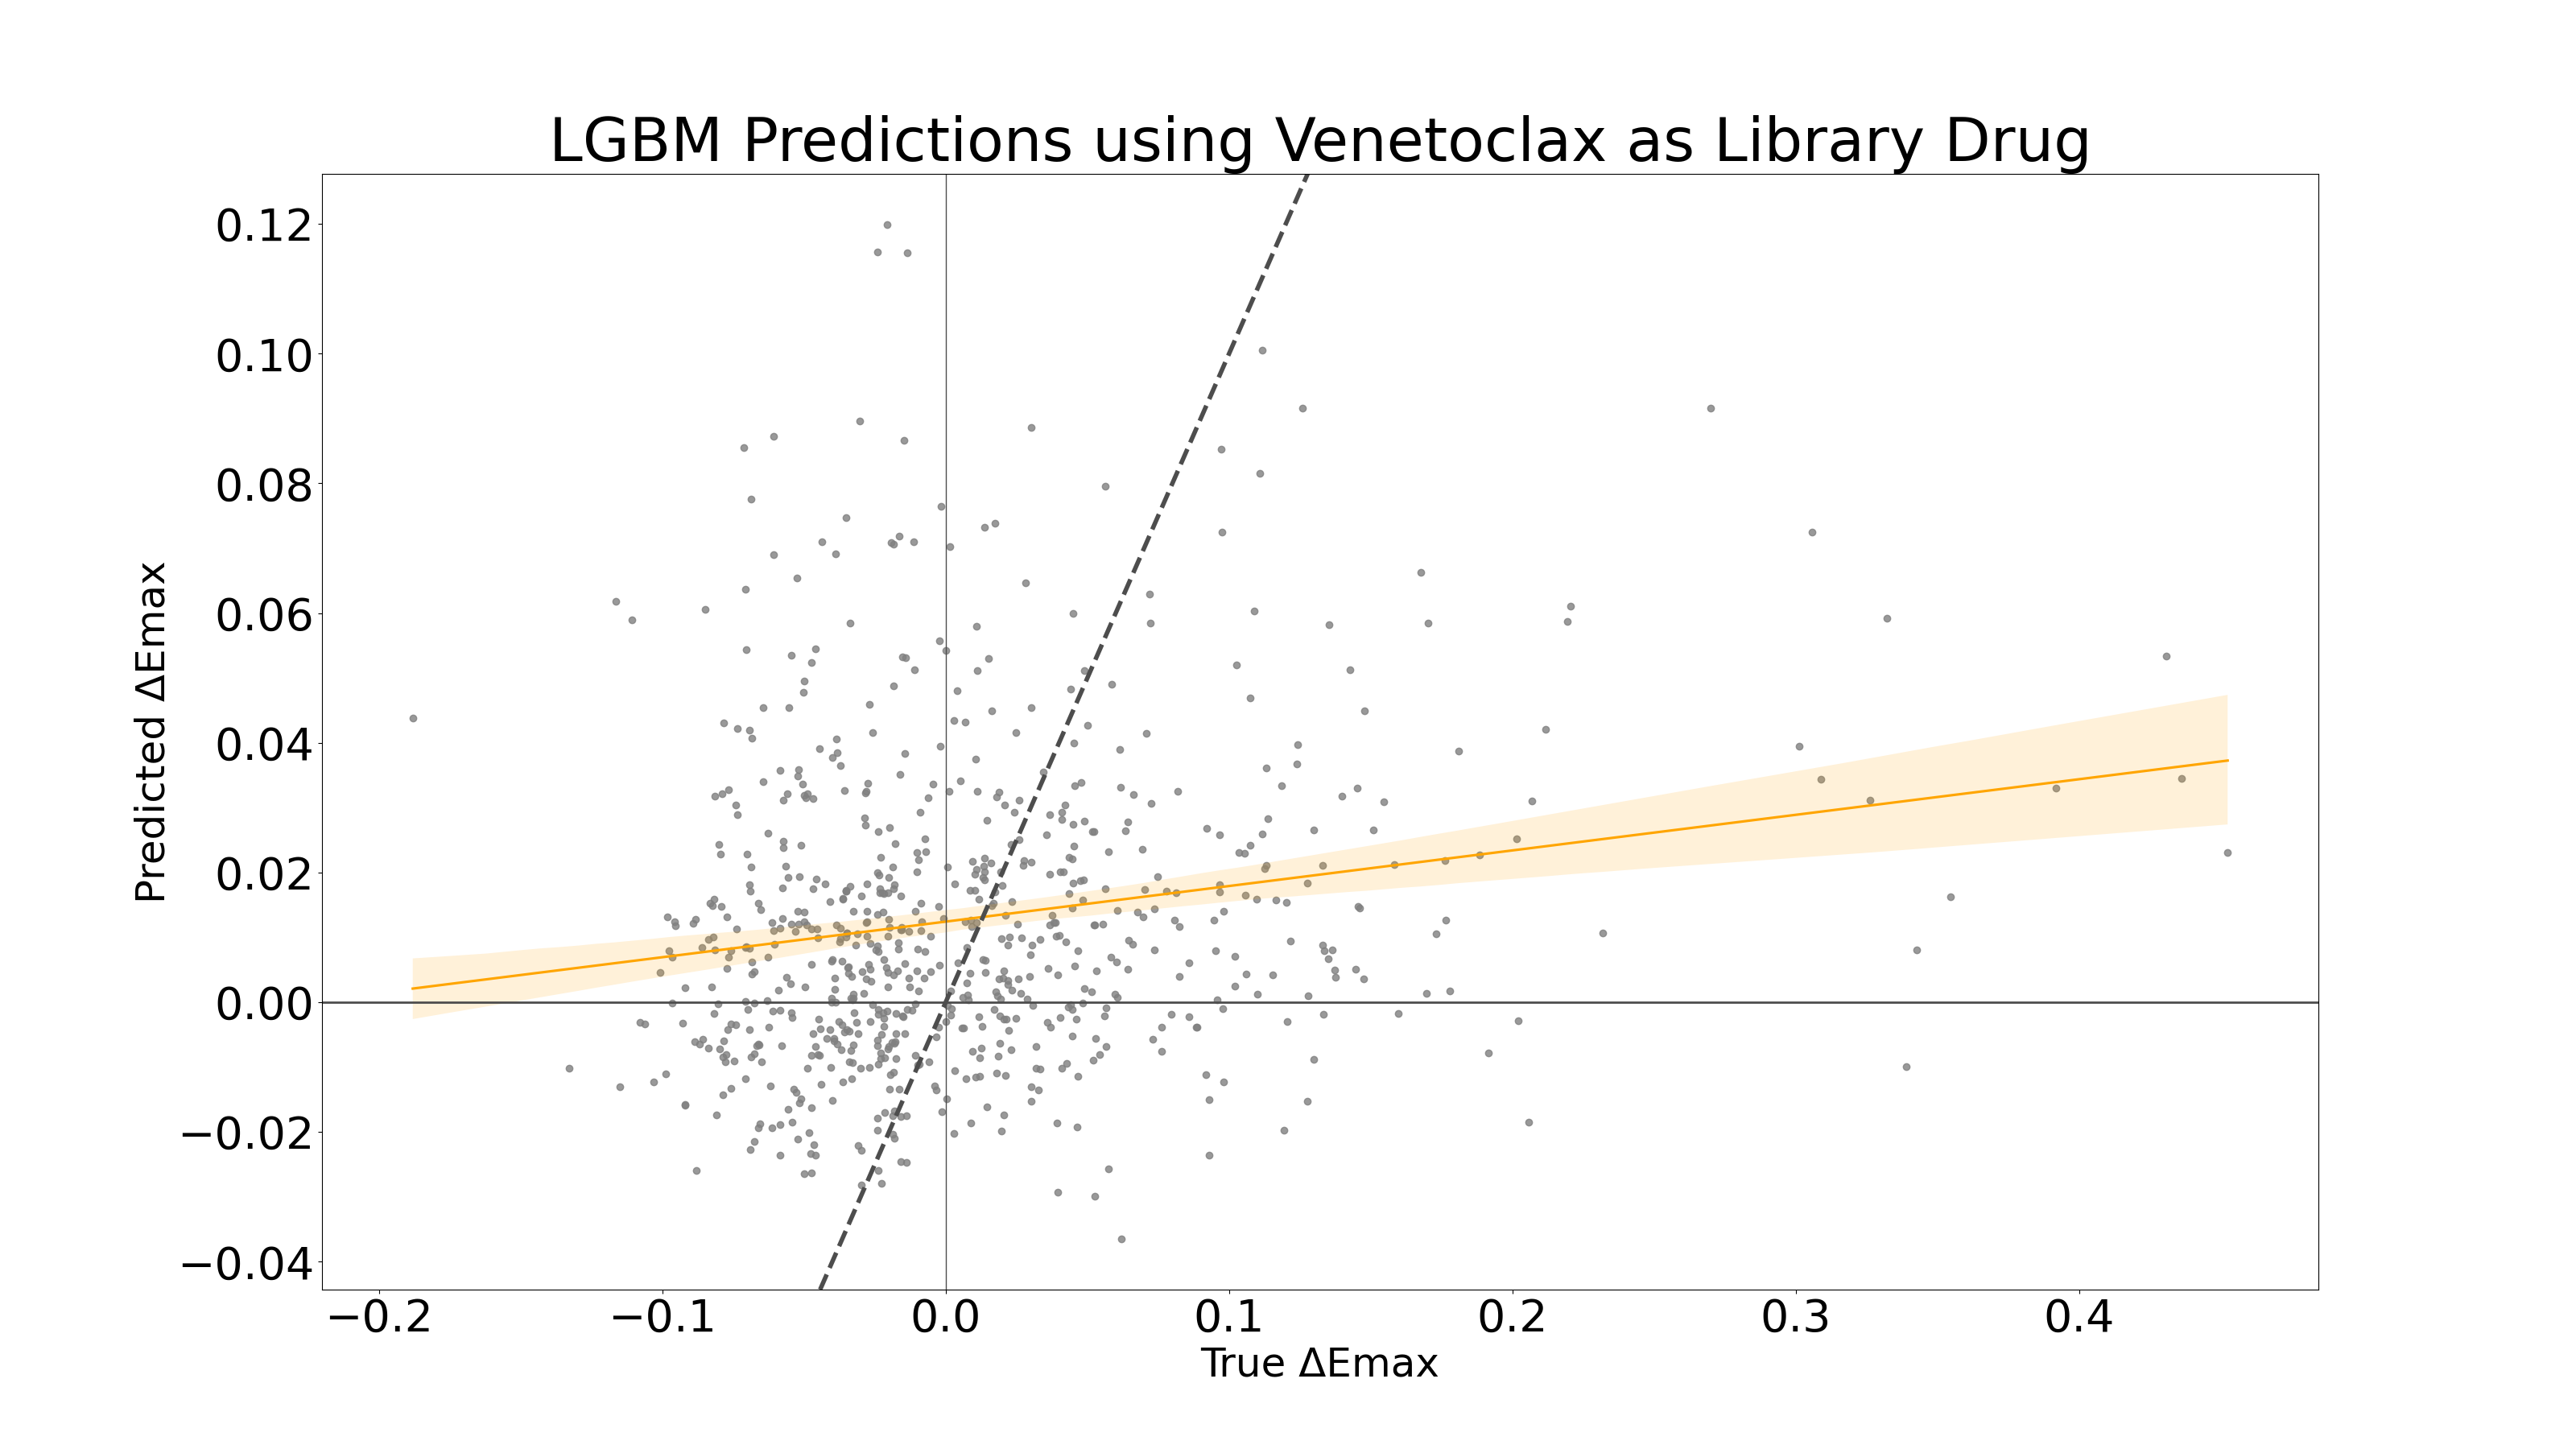 LGBM Predictions using Venetoclax as Library Drug
0.12
0.10
0.08
0.06
0.04
0.02
0.00
−0.02
−0.04
Predicted ΔEmax
−0.2 −0.1 0.0 0.1 0.2 0.3 0.4
True ΔEmax